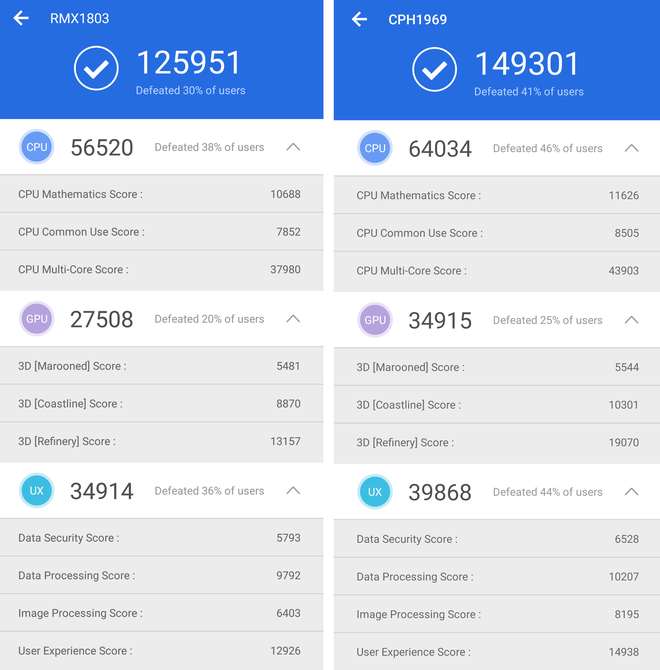 RMX1803
125951
Defeated 30% of users
CPU 56520 Defeated 38% of users
CPU Mathematics Score : 10688
CPU Common Use Score : 7852
CPU Multi-Core Score : 37980
GPU 27508 Defeated 20% of users
3D [Marooned] Score : 5481
3D [Coastline] Score : 8870
3D [Refinery] Score : 13157
UX 34914 Defeated 36% of users
Data Security Score : 5793
Data Processing Score : 9792
Image Processing Score : 6403
User Experience Score : 12926
CPH1969
149301
Defeated 41% of users
CPU 64034 Defeated 46% of users
CPU Mathematics Score : 11626
CPU Common Use Score : 8505
CPU Multi-Core Score : 43903
GPU 34915 Defeated 25% of users
3D [Marooned] Score : 5544
3D [Coastline] Score : 10301
3D [Refinery] Score : 19070
UX 39868 Defeated 44% of users
Data Security Score : 6528
Data Processing Score : 10207
Image Processing Score : 8195
User Experience Score : 14938